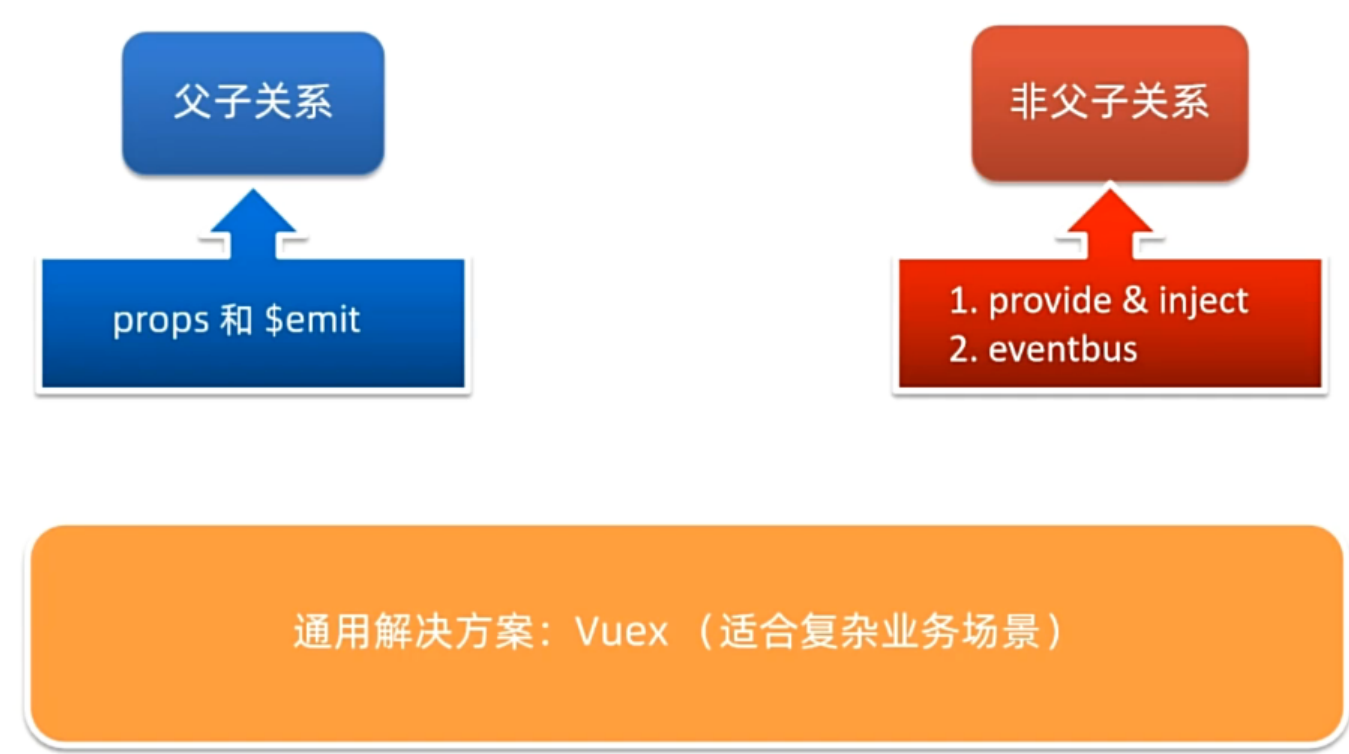 父子关系
非父子关系
props 和 $emit
1. provide & inject
2. eventbus
通用解决方案：Vuex （适合复杂业务场景）